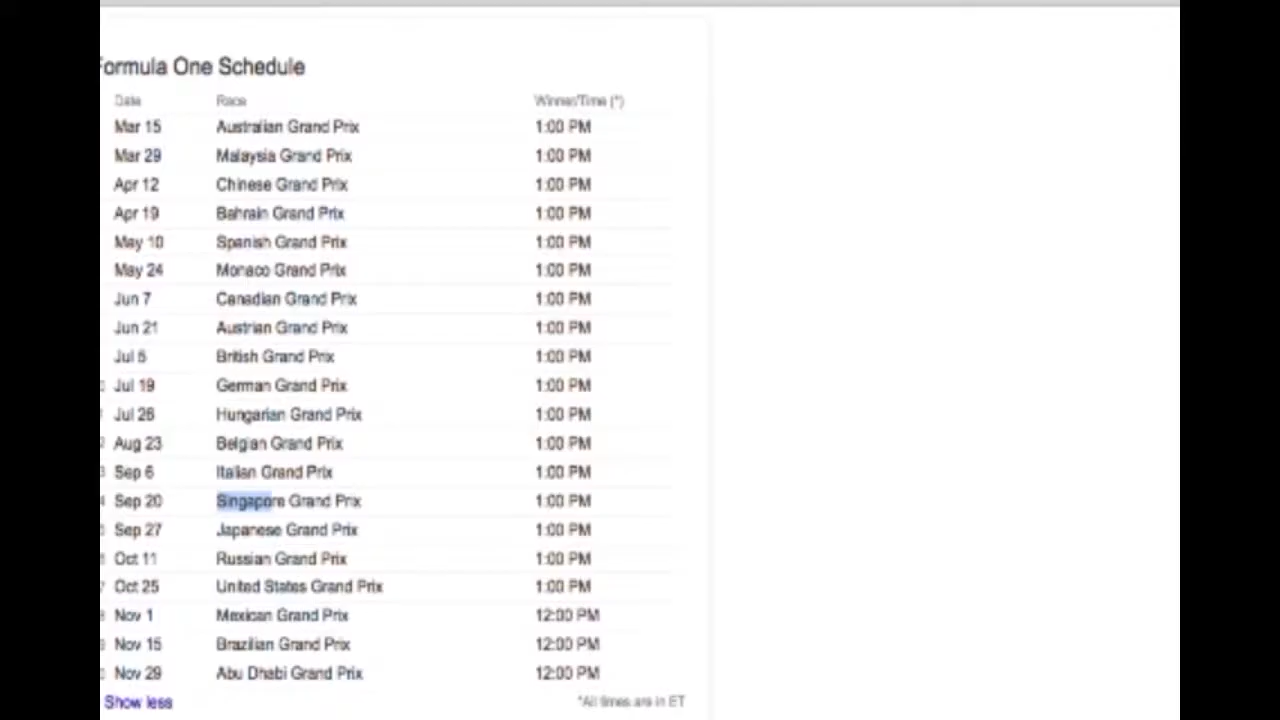 Formula One Schedule
Date Race Winner/Time (*)
Mar 15 Australian Grand Prix 1:00 PM
Mar 29 Malaysia Grand Prix 1:00 PM
Apr 12 Chinese Grand Prix 1:00 PM
Apr 19 Bahrain Grand Prix 1:00 PM
May 10 Spanish Grand Prix 1:00 PM
May 24 Monaco Grand Prix 1:00 PM
Jun 7 Canadian Grand Prix 1:00 PM
Jun 21 Austrian Grand Prix 1:00 PM
Jul 5 British Grand Prix 1:00 PM
Jul 19 German Grand Prix 1:00 PM
Jul 26 Hungarian Grand Prix 1:00 PM
Aug 23 Belgian Grand Prix 1:00 PM
Sep 6 Italian Grand Prix 1:00 PM
Sep 20 Singapore Grand Prix 1:00 PM
Sep 27 Japanese Grand Prix 1:00 PM
Oct 11 Russian Grand Prix 1:00 PM
Oct 25 United States Grand Prix 1:00 PM
Nov 1 Mexican Grand Prix 12:00 PM
Nov 15 Brazilian Grand Prix 12:00 PM
Nov 29 Abu Dhabi Grand Prix 12:00 PM
Show less *All times are in ET